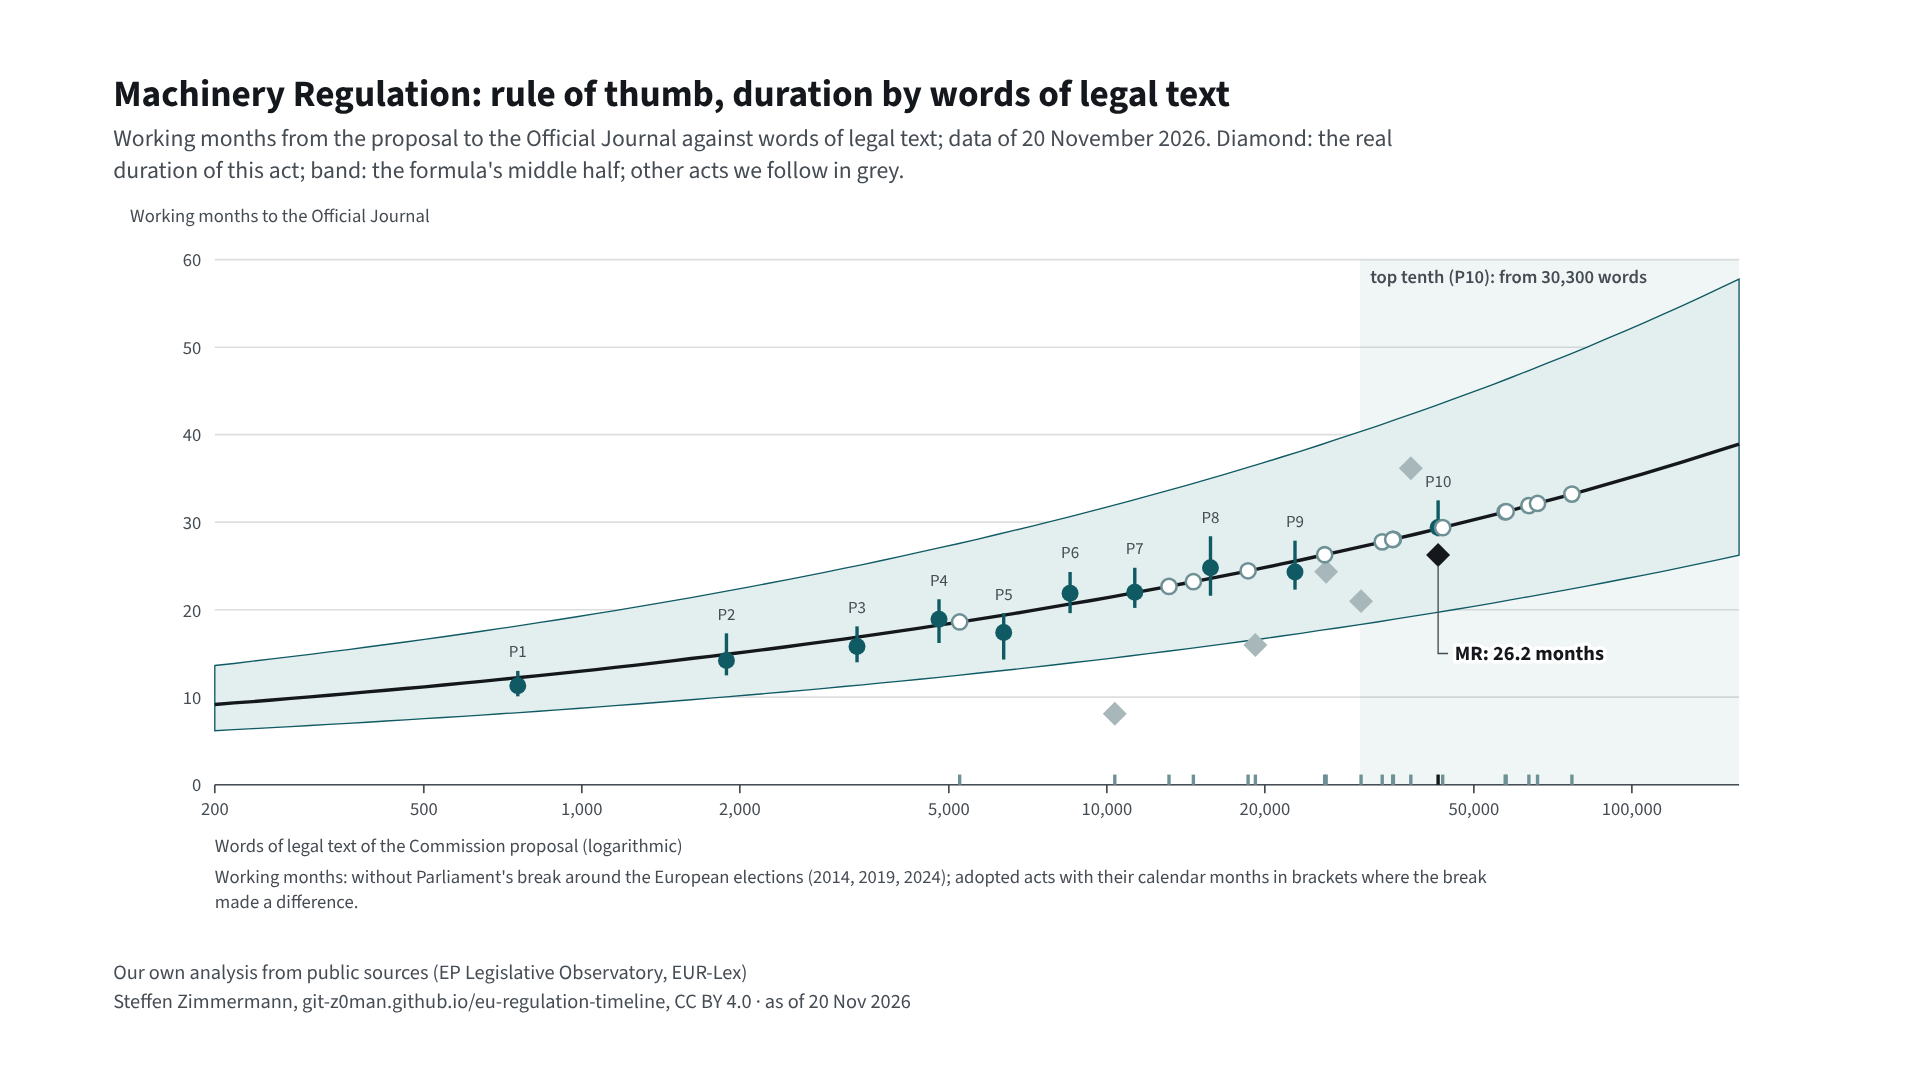 Machinery Regulation: rule of thumb, duration by words of legal text
Working months from the proposal to the Official Journal against words of legal text; data of 20 November 2026. Diamond: the real
duration of this act; band: the formula's middle half; other acts we follow in grey.
Working months to the Official Journal
60
top tenth (P10): from 30,300 words
50
40
P10
P8
P9
30
P7
P6
P4
P5
P3
P2
20
P1
MR: 26.2 months
10
0
200
500
1,000
2,000
5,000
10,000
20,000
50,000
100,000
Words of legal text of the Commission proposal (logarithmic)
Working months: without Parliament's break around the European elections (2014, 2019, 2024); adopted acts with their calendar months in brackets where the break
made a difference.
Our own analysis from public sources (EP Legislative Observatory, EUR-Lex)
Steffen Zimmermann, git-z0man.github.io/eu-regulation-timeline, CC BY 4.0 · as of 20 Nov 2026